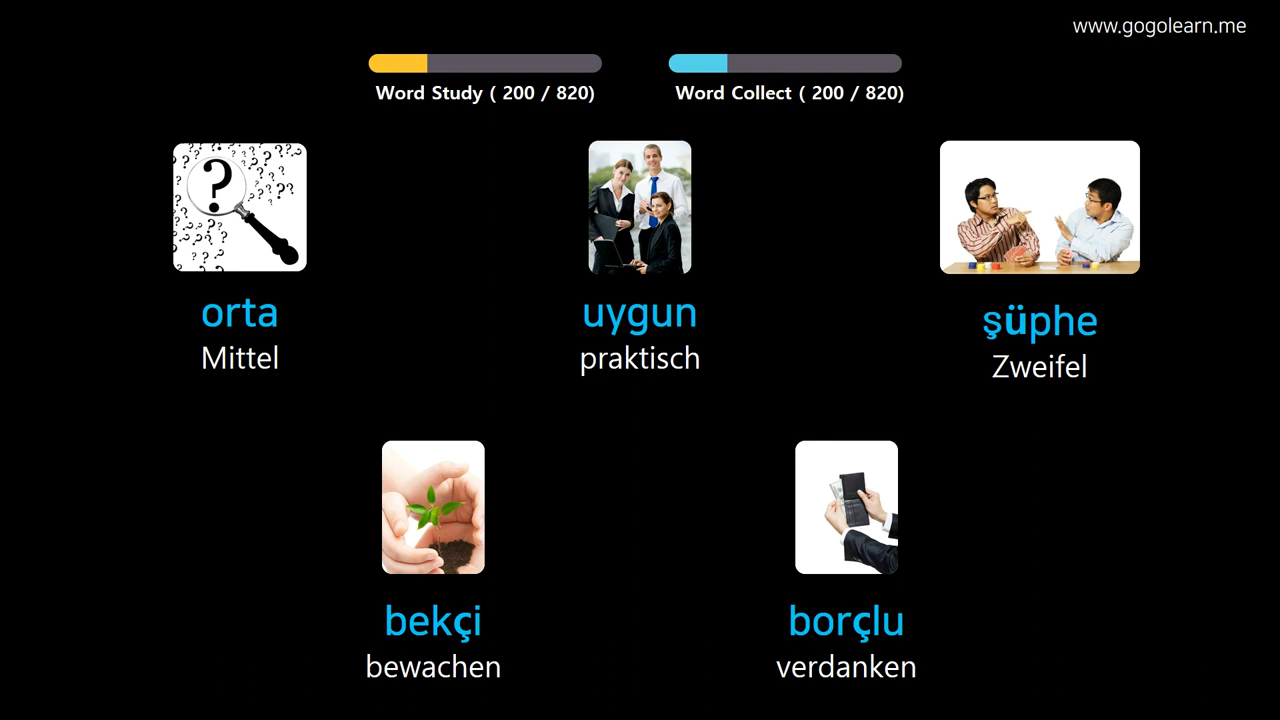 www.gogolearn.me
Word Study ( 200 / 820)
Word Collect ( 200 / 820)
orta
Mittel
uygun
praktisch
şüphe
Zweifel
bekçi
bewachen
borçlu
verdanken